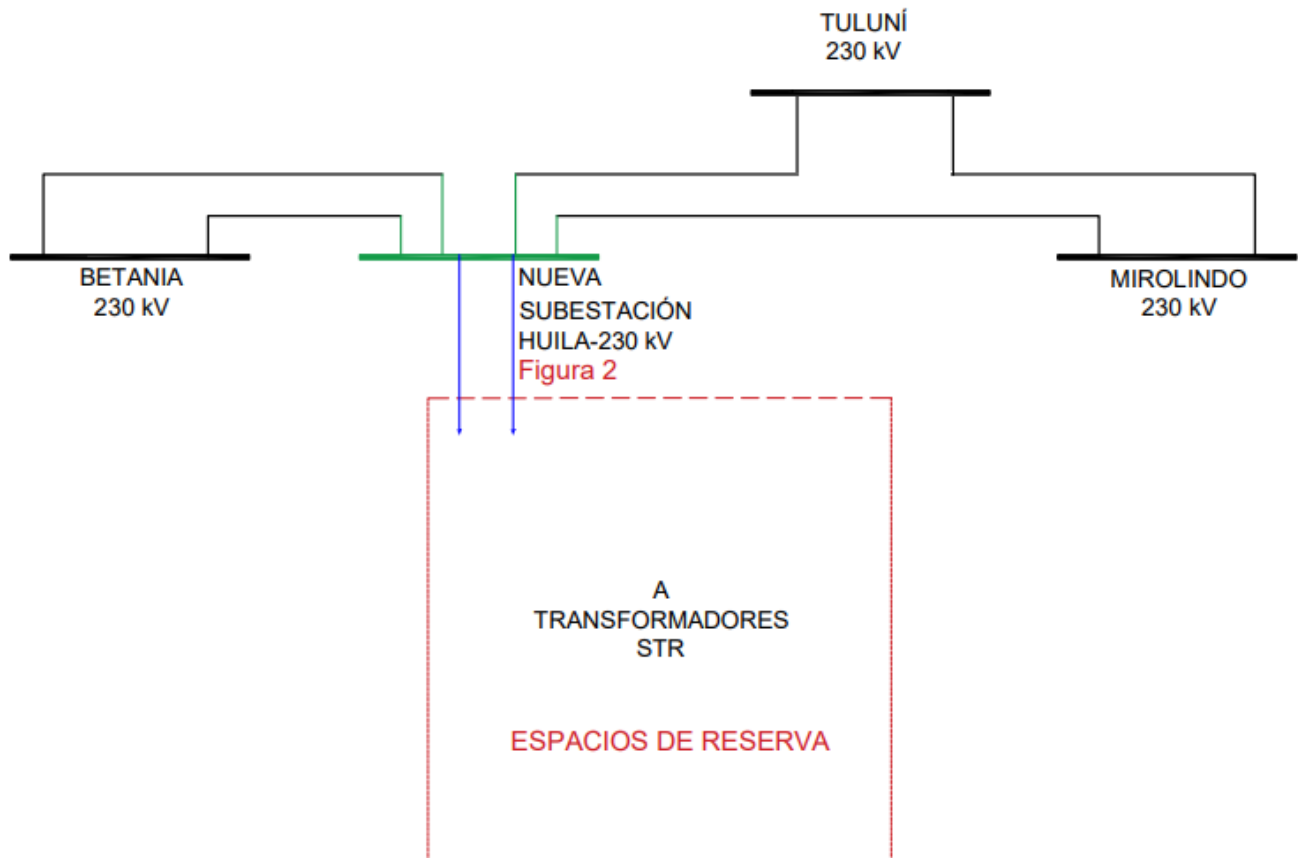 TULUNÍ
230 kV
BETANIA
230 kV
NUEVA
SUBESTACIÓN
HUILA-230 kV
Figura 2
MIROLINDO
230 kV
A
TRANSFORMADORES
STR
ESPACIOS DE RESERVA